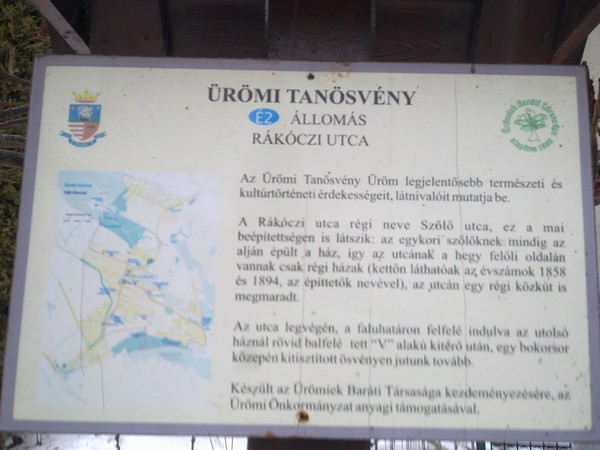 ÜRÖMI TANÖSVÉNY
É2 ÁLLOMÁS
RÁKÓCZI UTCA
Az Ürömi Tanösvény Üröm legjelentősebb természeti és
kultúrtörténeti érdekességeit, látnivalóit mutatja be.
A Rákóczi utca régi neve Szőlő utca, ez a mai
beépítettségen is látszik: az egykori szőlőknek mindig az
alján épült a ház, így az utcának a hegy felőli oldalán
vannak csak régi házak (kettőn láthatóak az évszámok 1858
és 1894, az építtetők nevével), az utcán egy régi közkút is
megmaradt.
Az utca legvégén, a faluhatáron felfelé indulva az utolsó
háznál rövid balfelé tett "V" alakú kitérő után, egy bokorsor
közepén kitisztított ösvényen jutunk tovább.
Készült az Ürömiek Baráti Társasága kezdeményezésére, az
Ürömi Önkormányzat anyagi támogatásával.